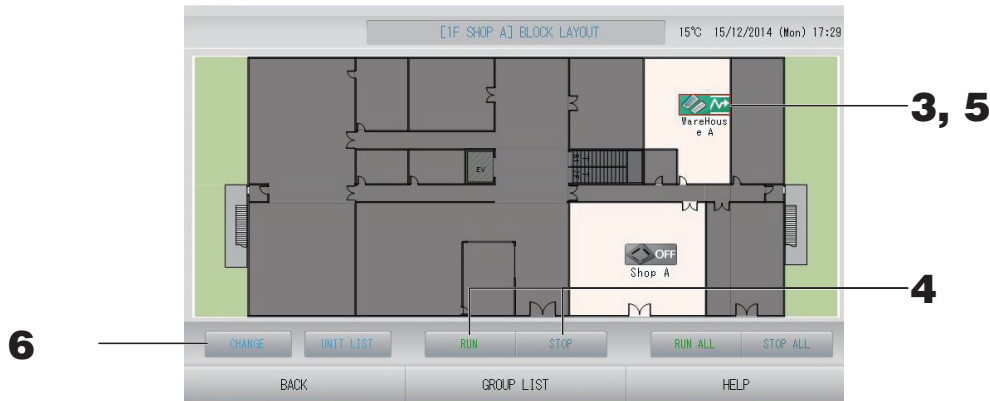 [1F SHOP A] BLOCK LAYOUT
15℃ 15/12/2014 (Mon) 17:29
3, 5
WareHous
e A
EV
OFF
Shop A
4
6
CHANGE
UNIT LIST
RUN
STOP
RUN ALL
STOP ALL
BACK
GROUP LIST
HELP